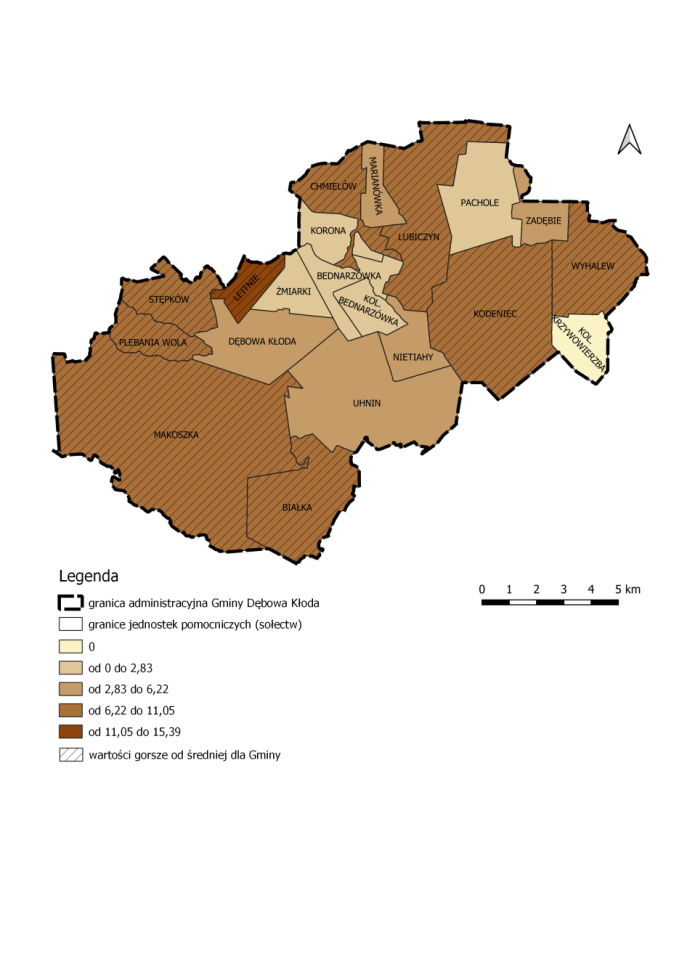 MARIANÓWKA
CHMIELÓW
PACHOLE
ZADĘBIE
KORONA
LUBICZYN
WYHALEW
BEDNARZÓWKA
LEITNIE
ŻMIARKI
STĘPKÓW
KOL.
BEDNARZÓWKA
KODENIEC
KOL.
KRZYWOWIERZBA
PLEBANIA WOLA
DĘBOWA KŁODA
NIETIAHY
UHNIN
MAKOSZKA
BIAŁKA
Legenda
granica administracyjna Gminy Dębowa Kłoda
granice jednostek pomocniczych (sołectw)
0
od 0 do 2,83
od 2,83 do 6,22
od 6,22 do 11,05
od 11,05 do 15,39
wartości gorsze od średniej dla Gminy
0 1 2 3 4 5 km